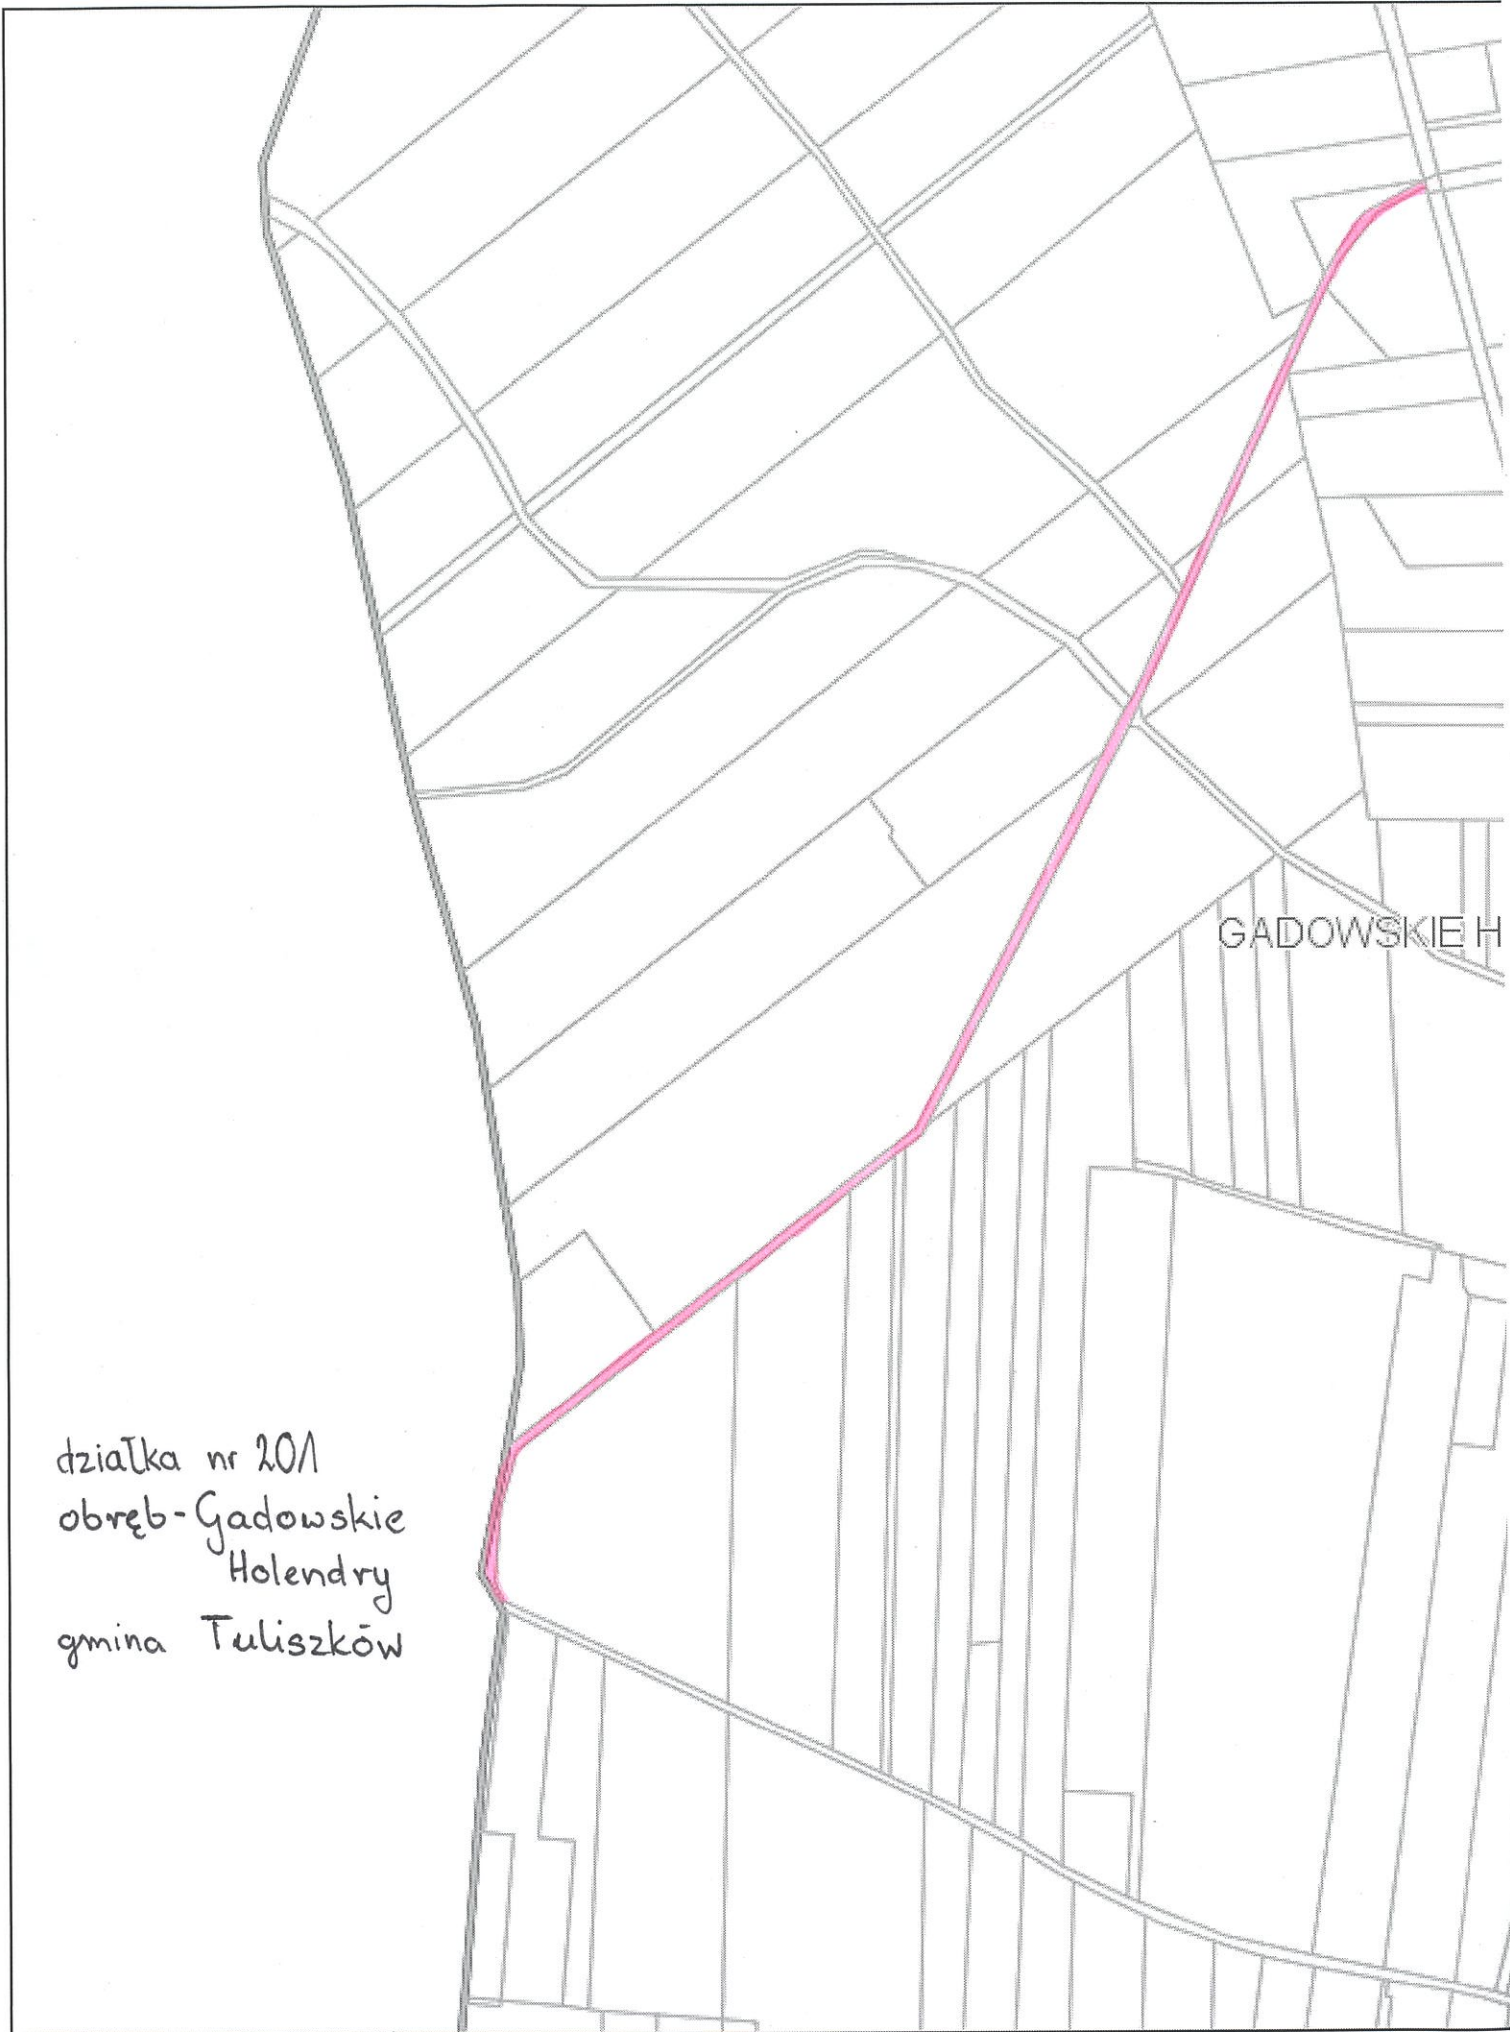 GADOWSKIE H
działka nr 201
obręb-Gadowskie
Holendry
gmina Tuliszków